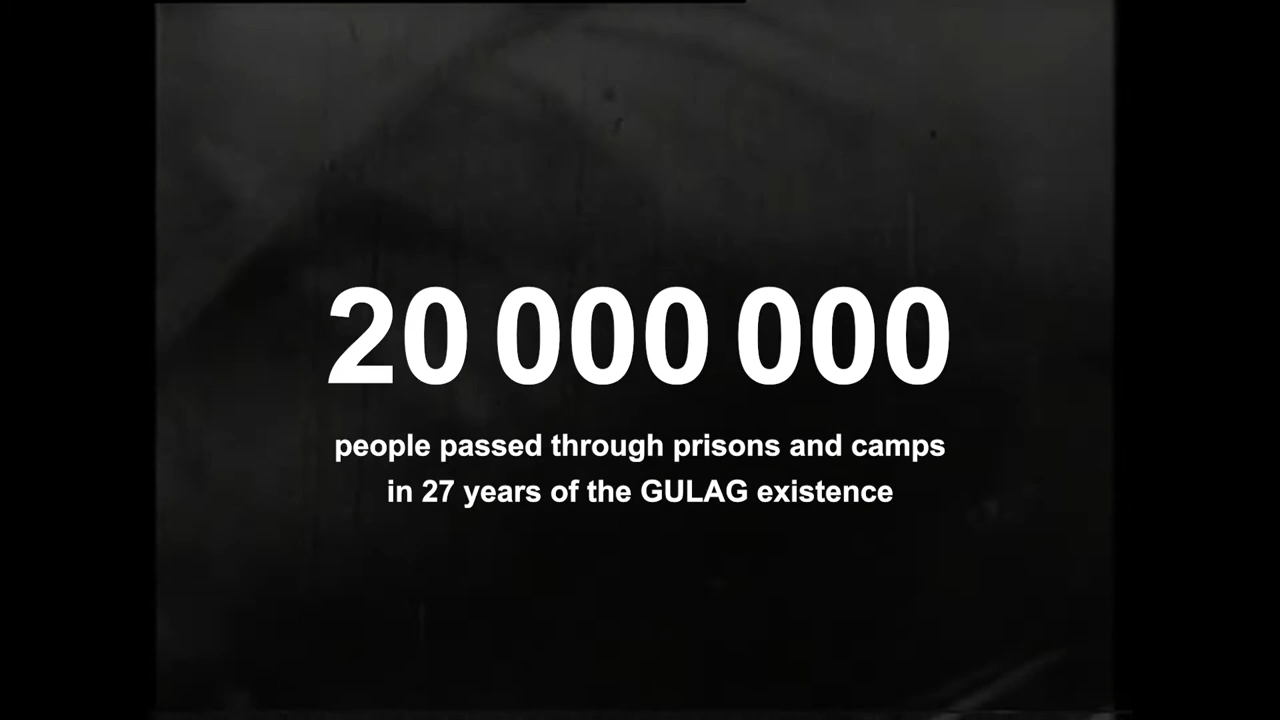 20 000 000
people passed through prisons and camps
in 27 years of the GULAG existence